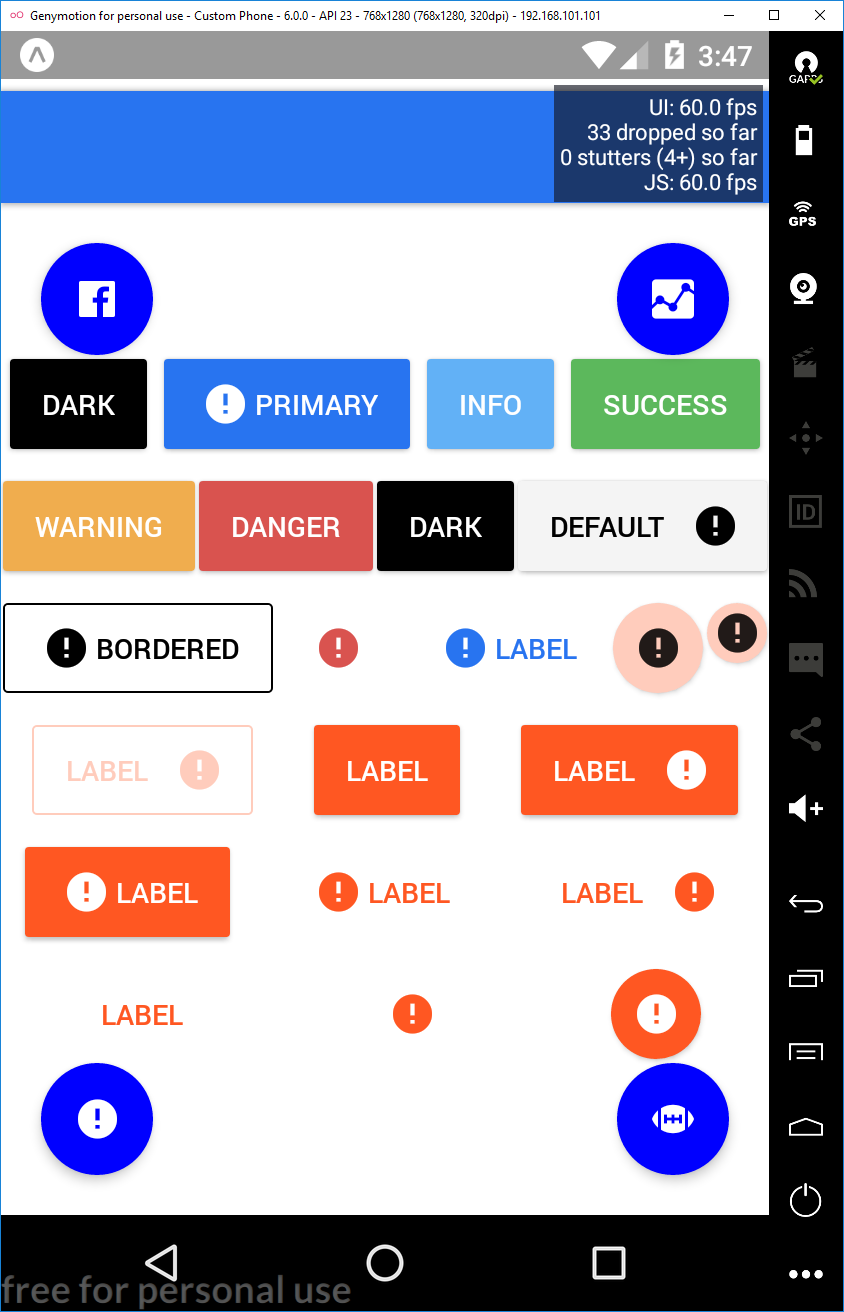 Genymotion for personal use - Custom Phone - 6.0.0 - API 23 - 768x1280 (768x1280, 320dpi) - 192.168.101.101
3:47
GAPPS
UI: 60.0 fps
33 dropped so far
0 stutters (4+) so far
JS: 60.0 fps
GPS
DARK
PRIMARY
INFO
SUCCESS
ID
WARNING
DANGER
DARK
DEFAULT
BORDERED
LABEL
LABEL
LABEL
LABEL
LABEL
LABEL
LABEL
LABEL
free for personal use